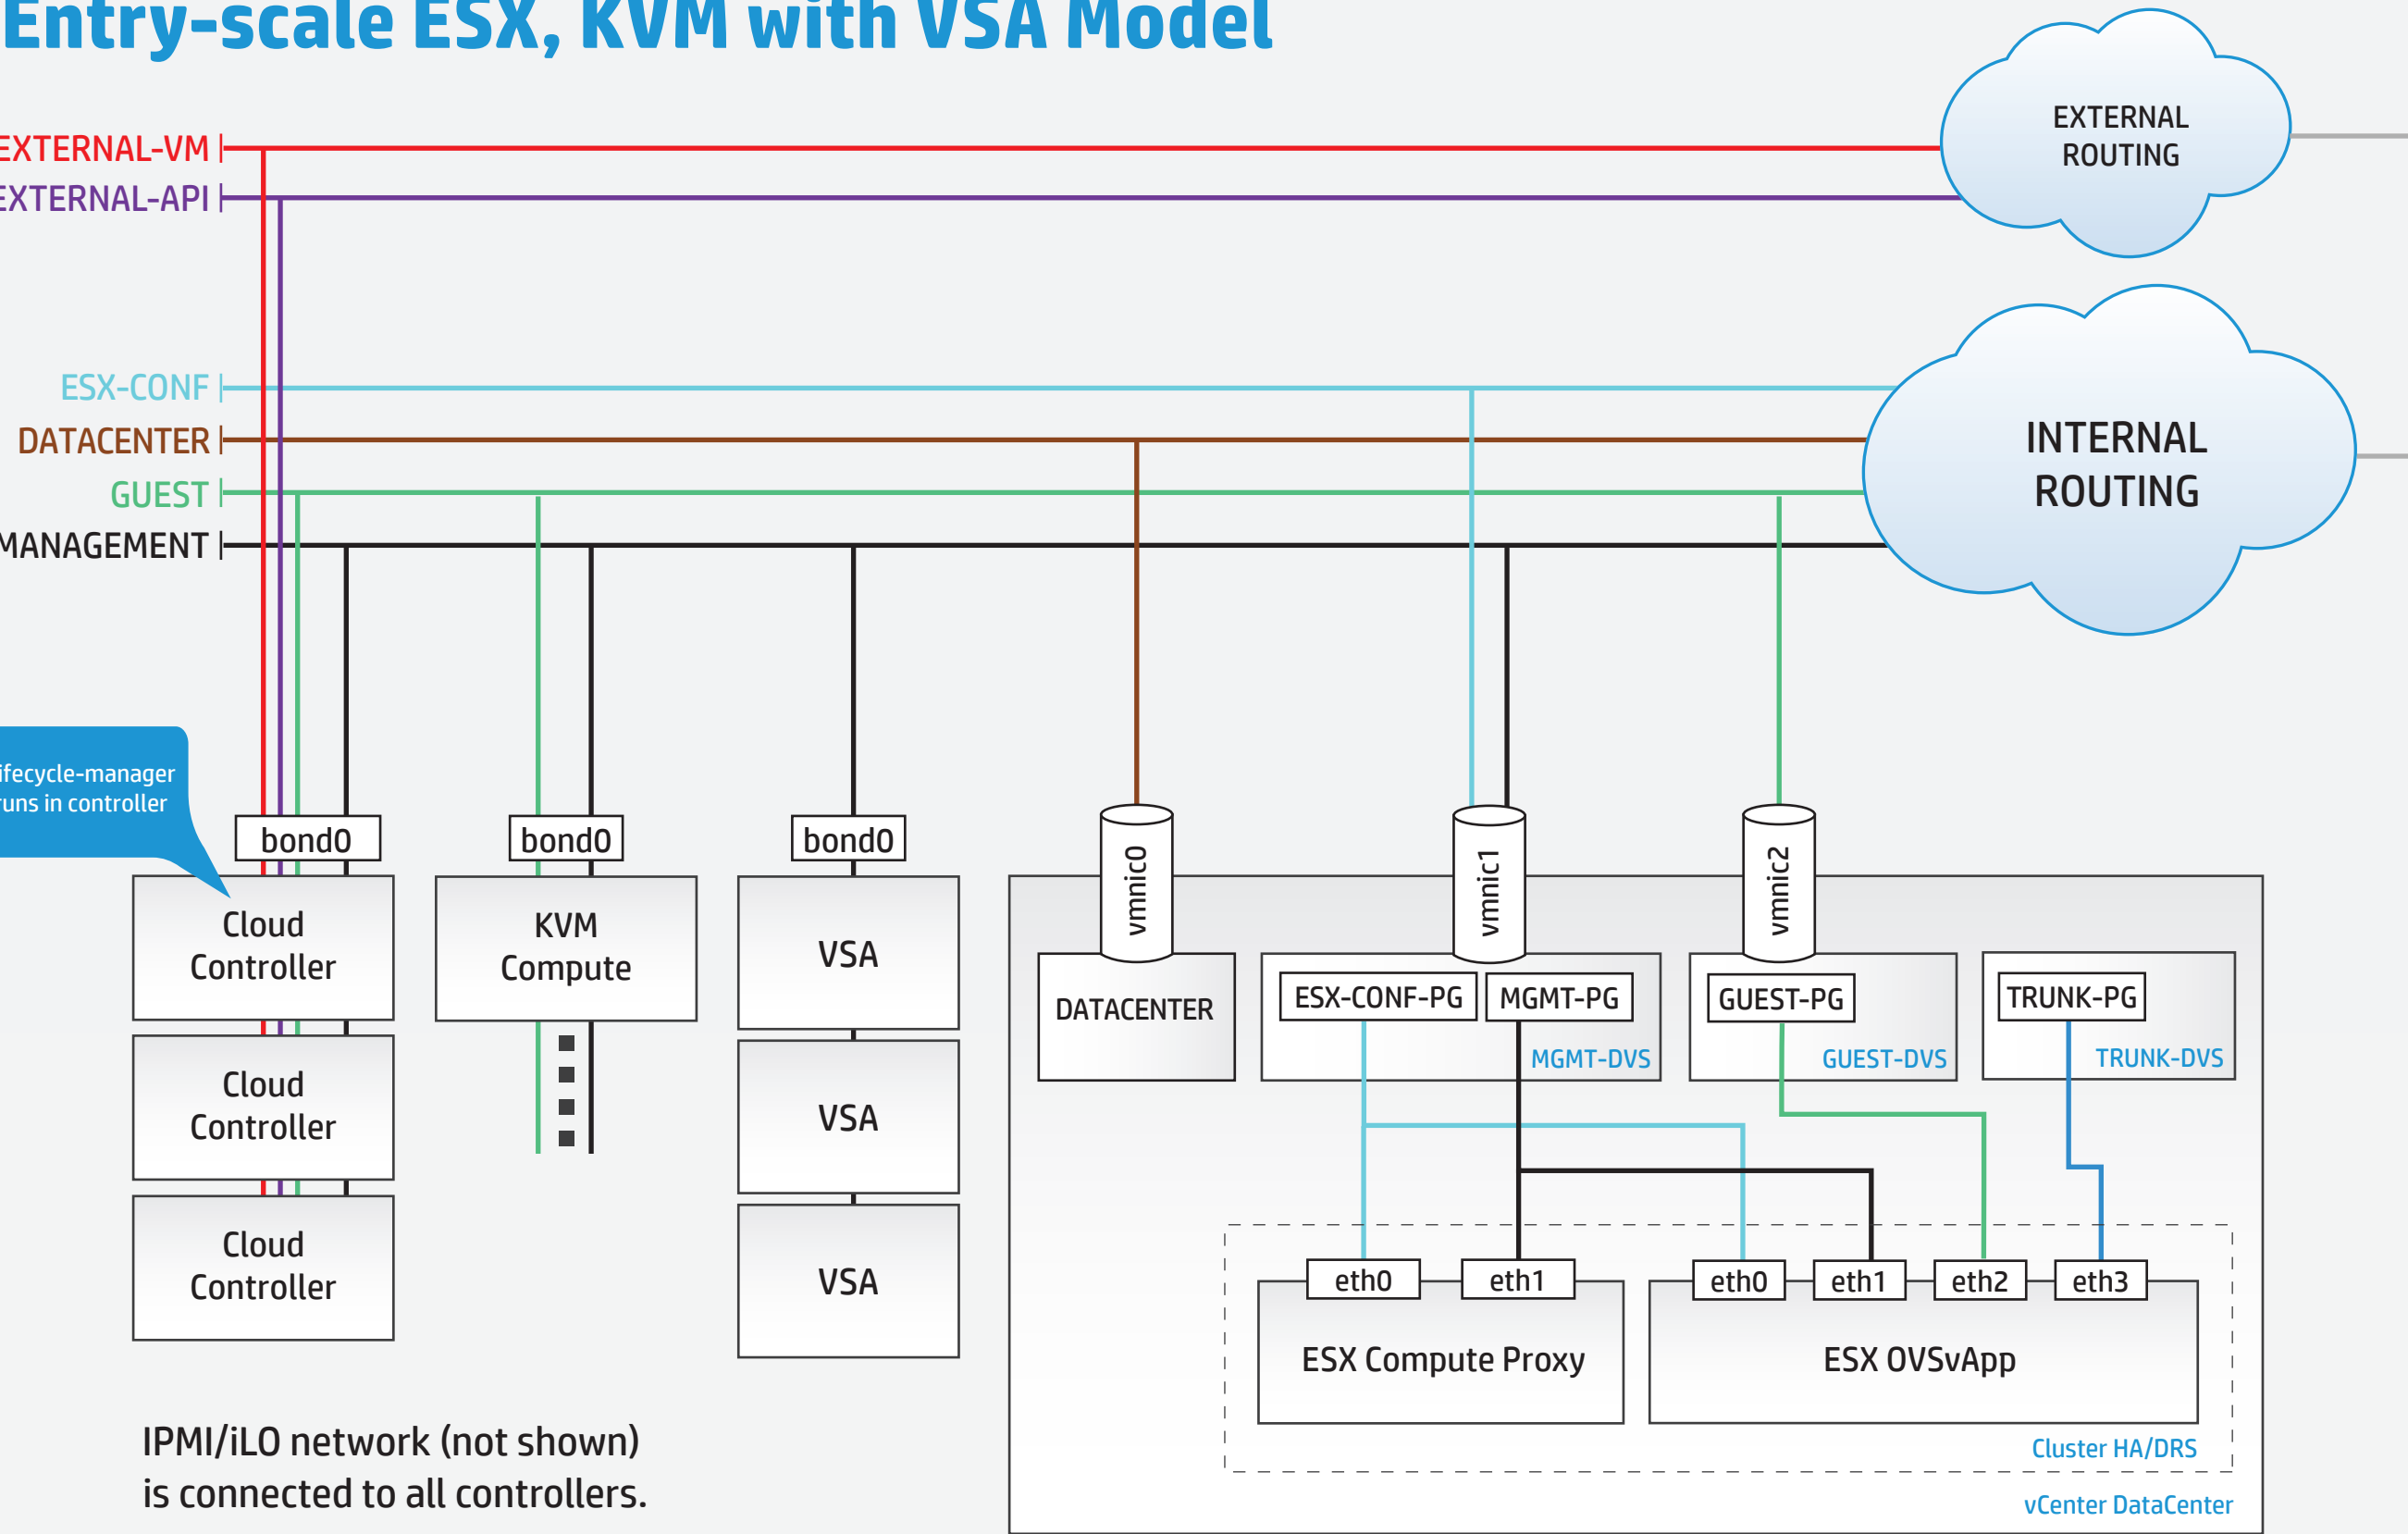 Entry-scale ESX, KVM with VSA Model
EXTERNAL-VM
EXTERNAL-API
EXTERNAL
ROUTING
ESX-CONF
DATACENTER
GUEST
MANAGEMENT
INTERNAL
ROUTING
ifecycle-manager
runs in controller
bond0
bond0
bond0
vmnic0
vmnic1
vmnic2
Cloud
Controller
Cloud
Controller
Cloud
Controller
KVM
Compute
VSA
VSA
VSA
DATACENTER
ESX-CONF-PG
MGMT-PG
MGMT-DVS
GUEST-PG
GUEST-DVS
TRUNK-PG
TRUNK-DVS
eth0
eth1
eth0
eth1
eth2
eth3
ESX Compute Proxy
ESX OVSvApp
Cluster HA/DRS
vCenter DataCenter
IPMI/iLO network (not shown)
is connected to all controllers.